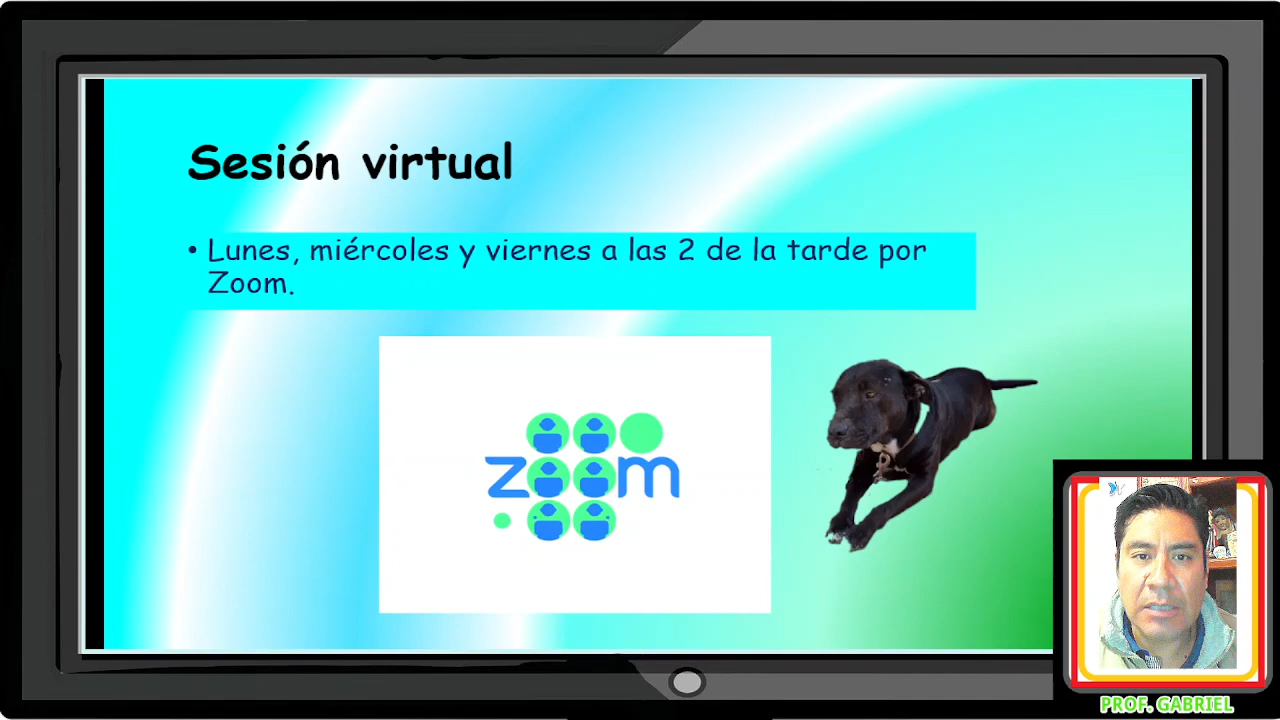 Sesión virtual
• Lunes, miércoles y viernes a las 2 de la tarde por
Zoom.
zoom
PROF. GABRIEL